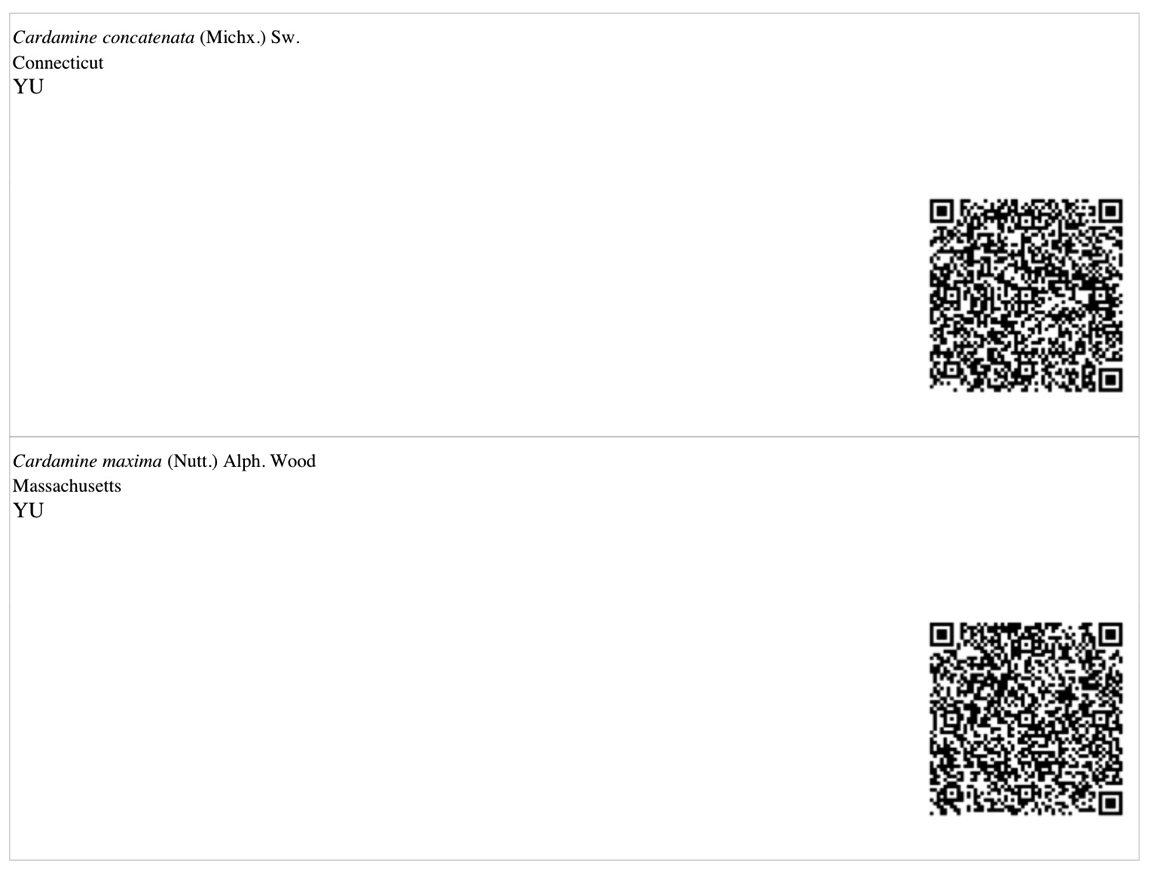 Cardamine concatenata (Michx.) Sw.
Connecticut
YU
Cardamine maxima (Nutt.) Alph. Wood
Massachusetts
YU